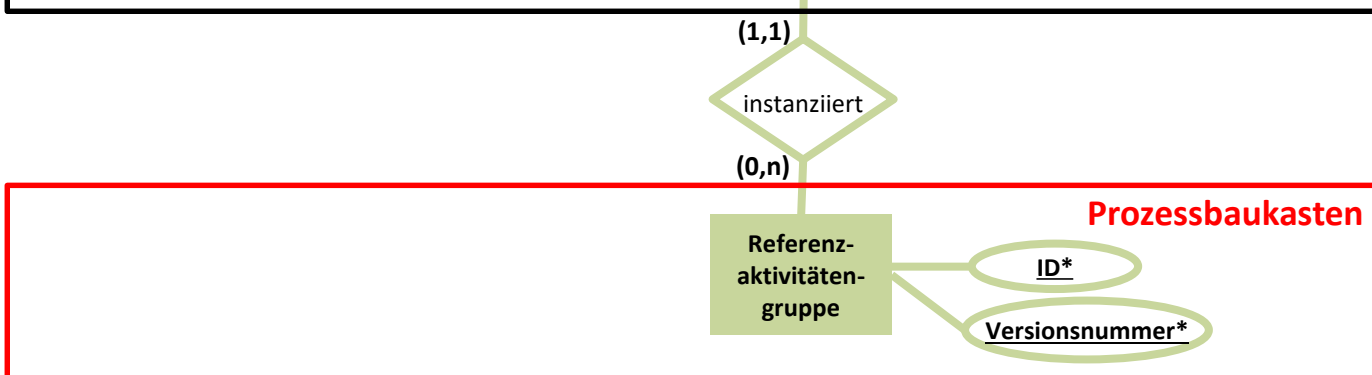 (1,1)
instanziiert
(0,n)
Prozessbaukasten
Referenz-
aktivitäten-
gruppe
ID*
Versionsnummer*